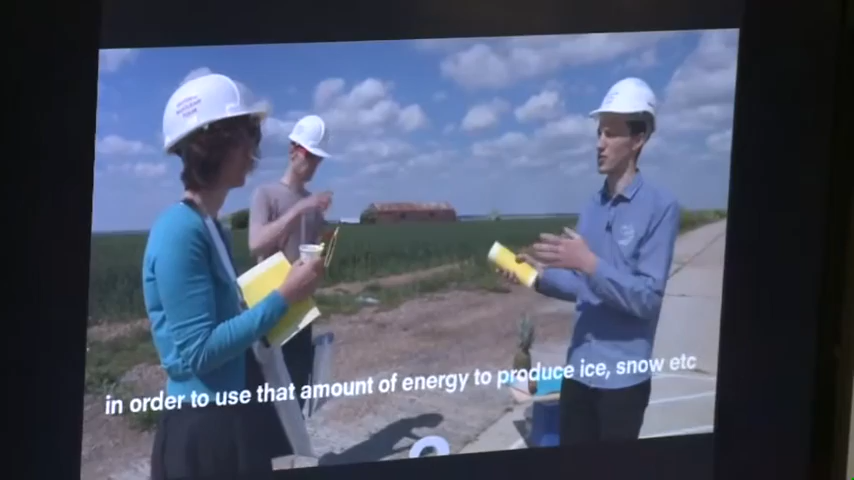 in order to use that amount of energy to produce ice, snow etc